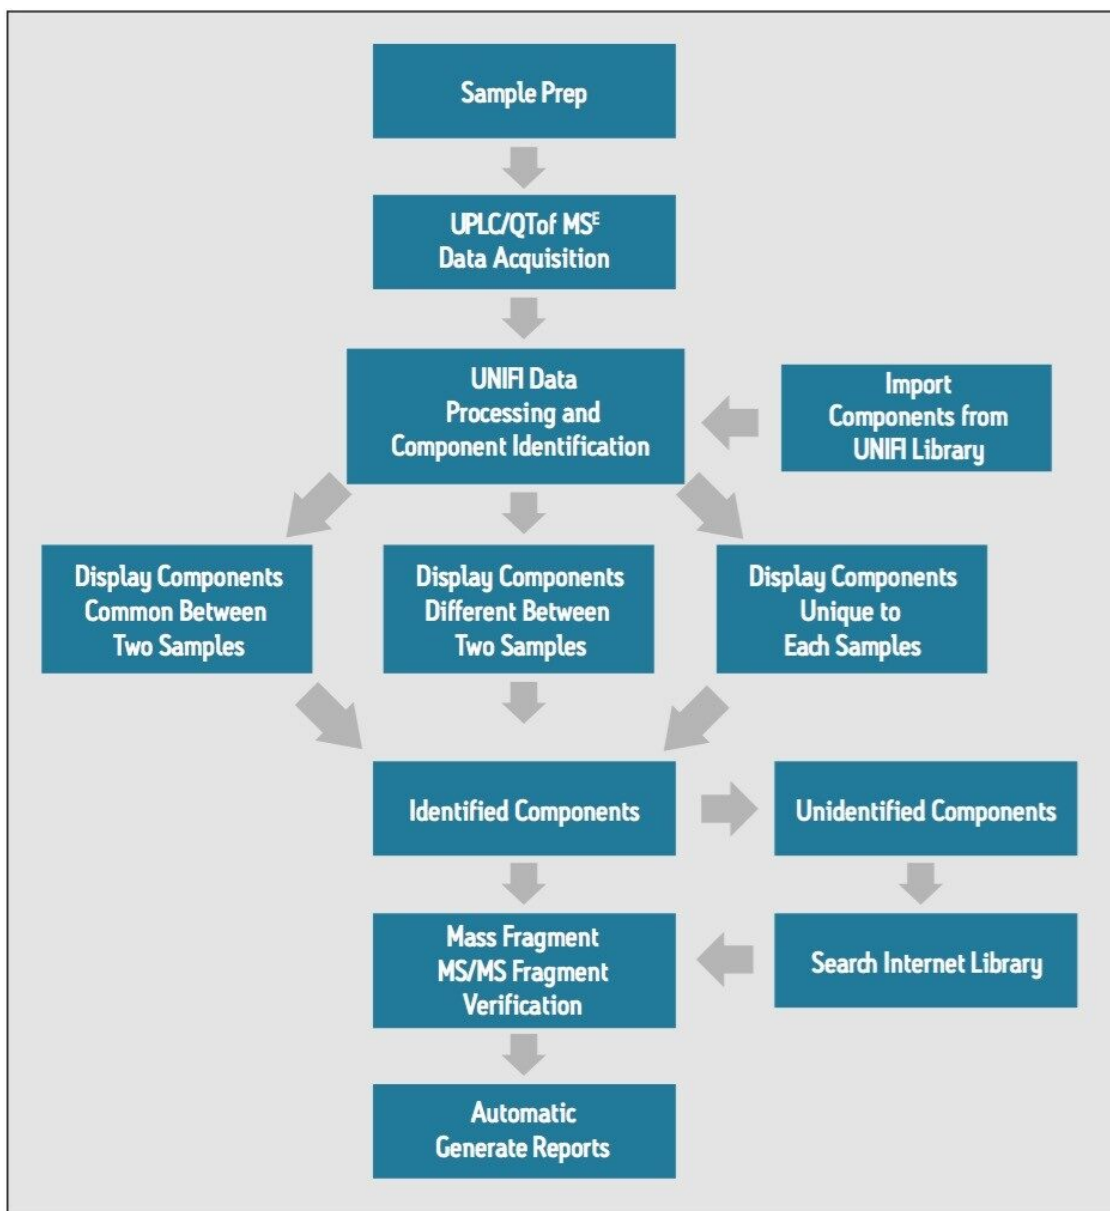 Sample Prep
UPLC/QTof MSᴱ
Data Acquisition
UNIFI Data
Processing and
Component Identification
Import
Components from
UNIFI Library
Display Components
Common Between
Two Samples
Display Components
Different Between
Two Samples
Display Components
Unique to
Each Samples
Identified Components
Unidentified Components
Mass Fragment
MS/MS Fragment
Verification
Search Internet Library
Automatic
Generate Reports